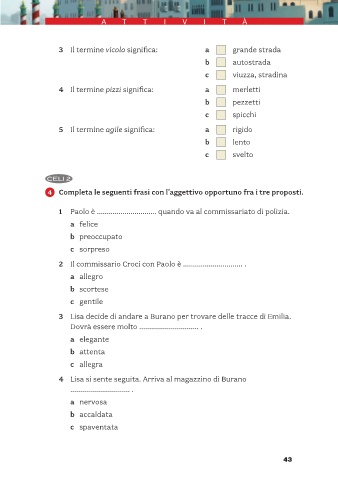 ATTIVITÀ
3 Il termine vicolo significa: a grande strada
b autostrada
c viuzza, stradina
4 Il termine pizzi significa: a merletti
b pezzetti
c spicchi
5 Il termine agile significa: a rigido
b lento
c svelto
CELI 2
4 Completa le seguenti frasi con l'aggettivo opportuno fra i tre proposti.
1 Paolo è .............................. quando va al commissariato di polizia.
a felice
b preoccupato
c sorpreso
2 Il commissario Croci con Paolo è .............................. .
a allegro
b scortese
c gentile
3 Lisa decide di andare a Burano per trovare delle tracce di Emilia.
Dovrà essere molto .............................. .
a elegante
b attenta
c allegra
4 Lisa si sente seguita. Arriva al magazzino di Burano
.............................. .
a nervosa
b accaldata
c spaventata
43